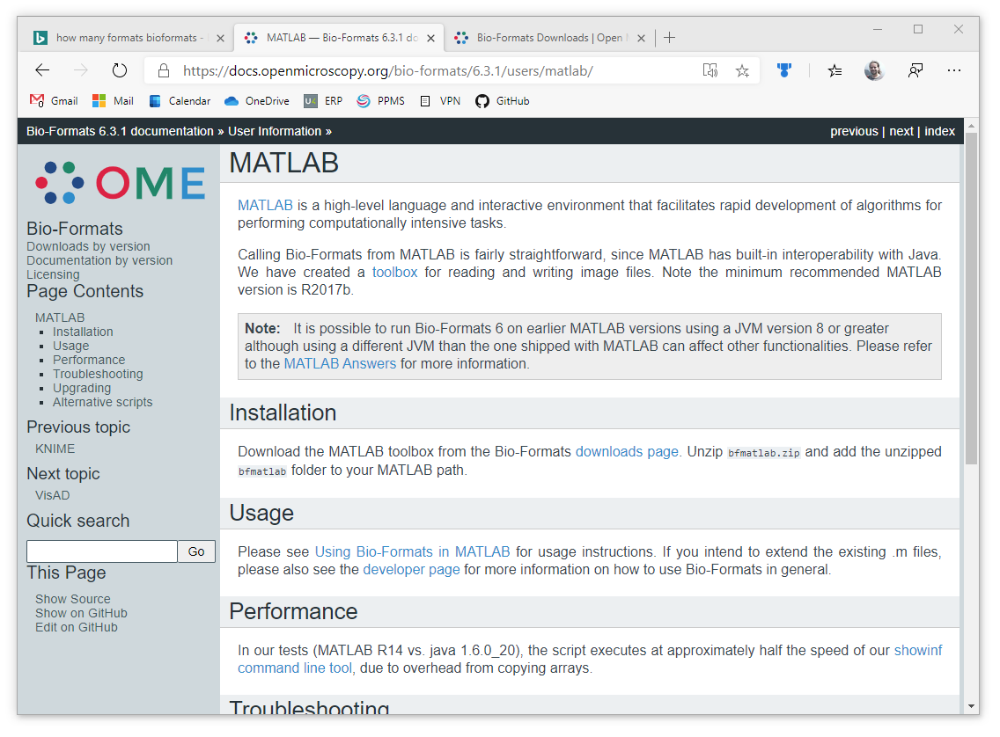 how many formats bioformats -
MATLAB — Bio-Formats 6.3.1 do
Bio-Formats Downloads | Open
https://docs.openmicroscopy.org/bio-formats/6.3.1/users/matlab/
Gmail Mail Calendar OneDrive ERP PPMS VPN GitHub
Bio-Formats 6.3.1 documentation » User Information »
previous | next | index
OME
Bio-Formats
Downloads by version
Documentation by version
Licensing
Page Contents
MATLAB
Installation
Usage
Performance
Troubleshooting
Upgrading
Alternative scripts
Previous topic
KNIME
Next topic
VisAD
Quick search
Go
This Page
Show Source
Show on GitHub
Edit on GitHub
MATLAB
MATLAB is a high-level language and interactive environment that facilitates rapid development of algorithms for
performing computationally intensive tasks.
Calling Bio-Formats from MATLAB is fairly straightforward, since MATLAB has built-in interoperability with Java.
We have created a toolbox for reading and writing image files. Note the minimum recommended MATLAB
version is R2017b.
Note: It is possible to run Bio-Formats 6 on earlier MATLAB versions using a JVM version 8 or greater
although using a different JVM than the one shipped with MATLAB can affect other functionalities. Please refer
to the MATLAB Answers for more information.
Installation
Download the MATLAB toolbox from the Bio-Formats downloads page. Unzip bfmatlab.zip and add the unzipped
bfmatlab folder to your MATLAB path.
Usage
Please see Using Bio-Formats in MATLAB for usage instructions. If you intend to extend the existing .m files,
please also see the developer page for more information on how to use Bio-Formats in general.
Performance
In our tests (MATLAB R14 vs. java 1.6.0_20), the script executes at approximately half the speed of our showinf
command line tool, due to overhead from copying arrays.
Troubleshooting